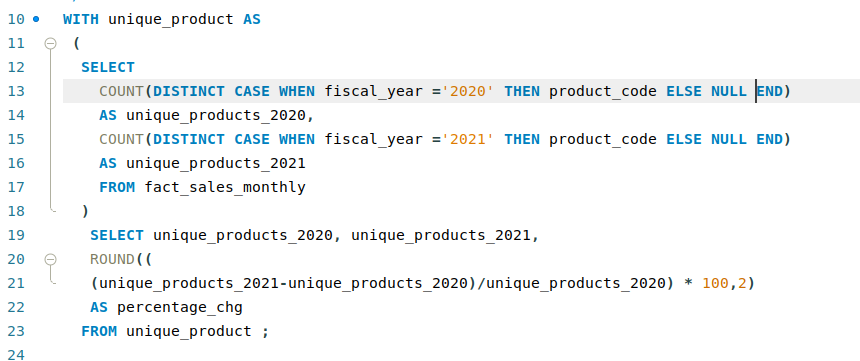 10 WITH unique_product AS
11 (
12 SELECT
13 COUNT(DISTINCT CASE WHEN fiscal_year ='2020' THEN product_code ELSE NULL END)
14 AS unique_products_2020,
15 COUNT(DISTINCT CASE WHEN fiscal_year ='2021' THEN product_code ELSE NULL END)
16 AS unique_products_2021
17 FROM fact_sales_monthly
18 )
19 SELECT unique_products_2020, unique_products_2021,
20 ROUND((
21 (unique_products_2021-unique_products_2020)/unique_products_2020) * 100,2)
22 AS percentage_chg
23 FROM unique_product ;
24